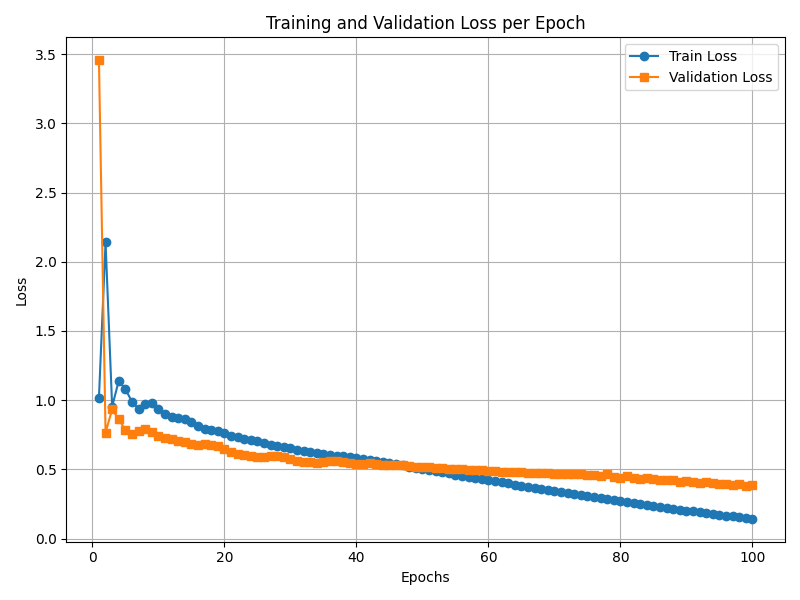 Training and Validation Loss per Epoch
Train Loss
Validation Loss
3.5
3.0
2.5
2.0
1.5
1.0
0.5
0.0
Loss
0 20 40 60 80 100
Epochs